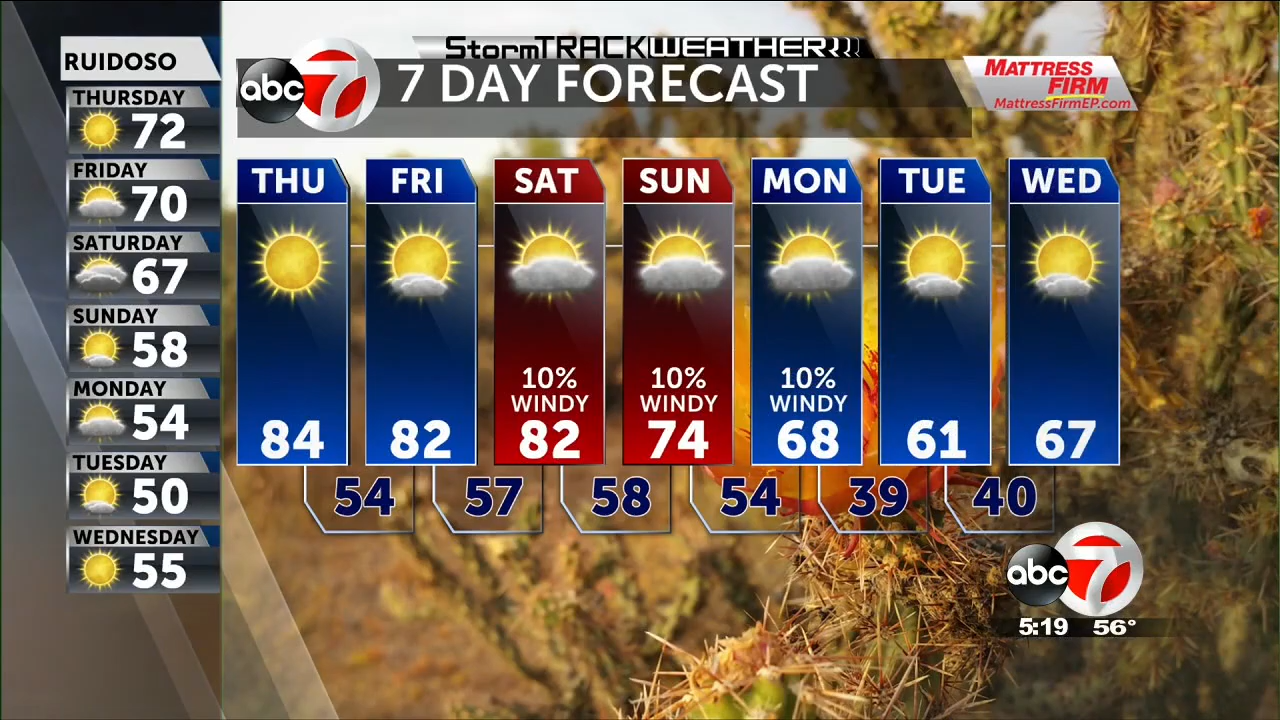 RUIDOSO
THURSDAY
72
FRIDAY
70
SATURDAY
67
SUNDAY
58
MONDAY
54
TUESDAY
50
WEDNESDAY
55
StormTRACKWEATHER
abc 7 7 DAY FORECAST
MATTRESS
FIRM
MattressFirmEP.com
THU FRI SAT SUN MON TUE WED
10% 10% 10%
WINDY WINDY WINDY
84 82 82 74 68 61 67
54 57 58 54 39 40
abc 7
5:19 56°